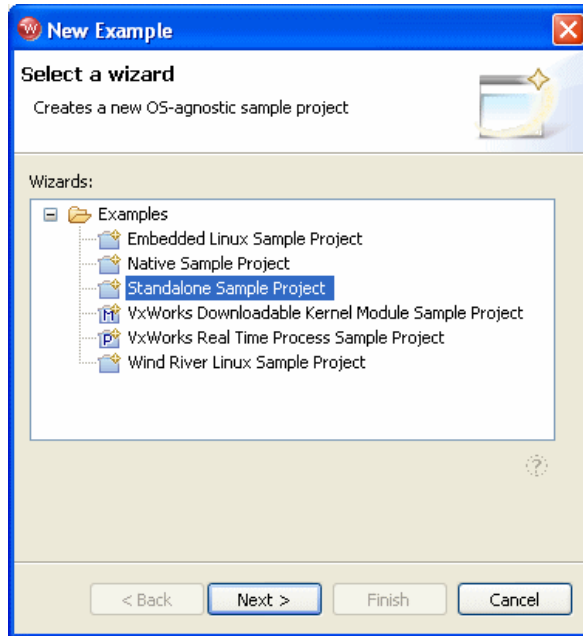 New Example
Select a wizard
Creates a new OS-agnostic sample project
Wizards:
Examples
Embedded Linux Sample Project
Native Sample Project
Standalone Sample Project
M VxWorks Downloadable Kernel Module Sample Project
P VxWorks Real Time Process Sample Project
Wind River Linux Sample Project
?
< Back Next > Finish Cancel